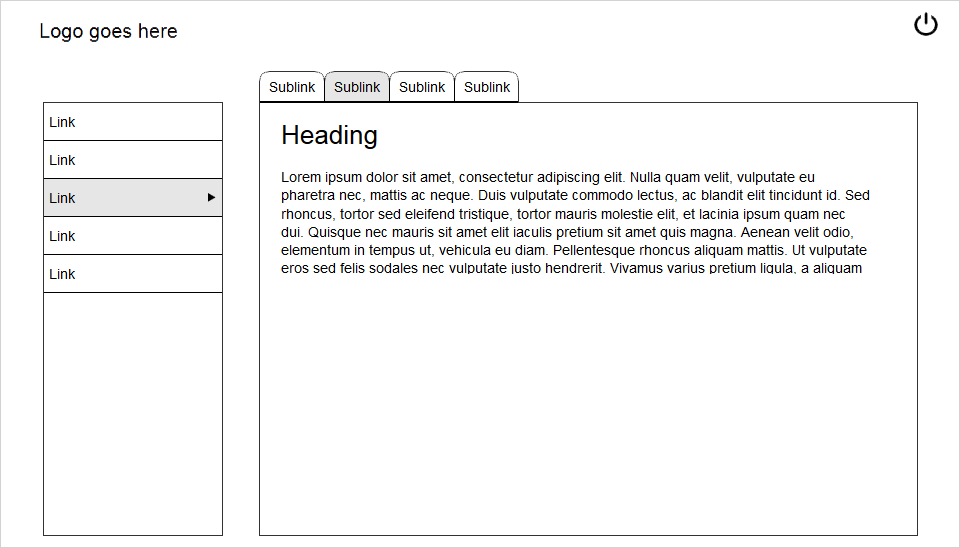 Logo goes here
Sublink Sublink Sublink Sublink
Link
Link
Link
Link
Link
Heading
Lorem ipsum dolor sit amet, consectetur adipiscing elit. Nulla quam velit, vulputate eu
pharetra nec, mattis ac neque. Duis vulputate commodo lectus, ac blandit elit tincidunt id. Sed
rhoncus, tortor sed eleifend tristique, tortor mauris molestie elit, et lacinia ipsum quam nec
dui. Quisque nec mauris sit amet elit iaculis pretium sit amet quis magna. Aenean velit odio,
elementum in tempus ut, vehicula eu diam. Pellentesque rhoncus aliquam mattis. Ut vulputate
eros sed felis sodales nec vulputate justo hendrerit. Vivamus varius pretium ligula, a aliquam